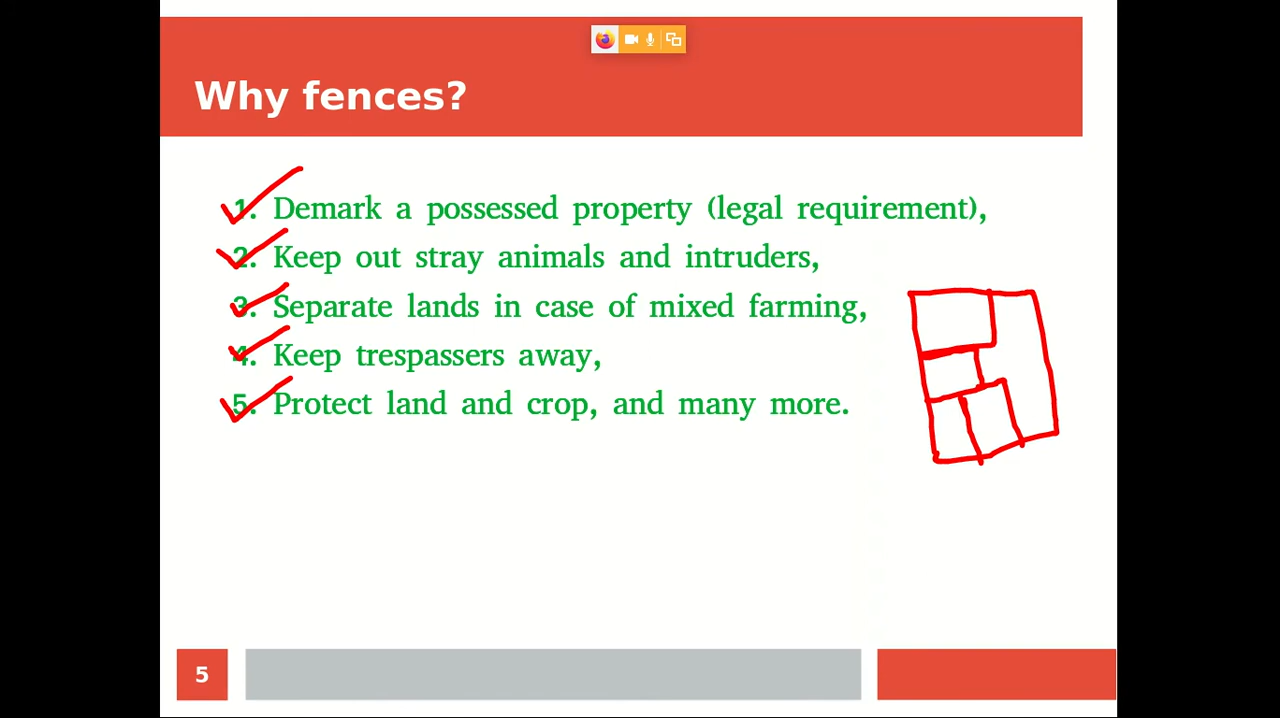 Why fences?
1. Demark a possessed property (legal requirement),
2. Keep out stray animals and intruders,
3. Separate lands in case of mixed farming,
4. Keep trespassers away,
5. Protect land and crop, and many more.
5